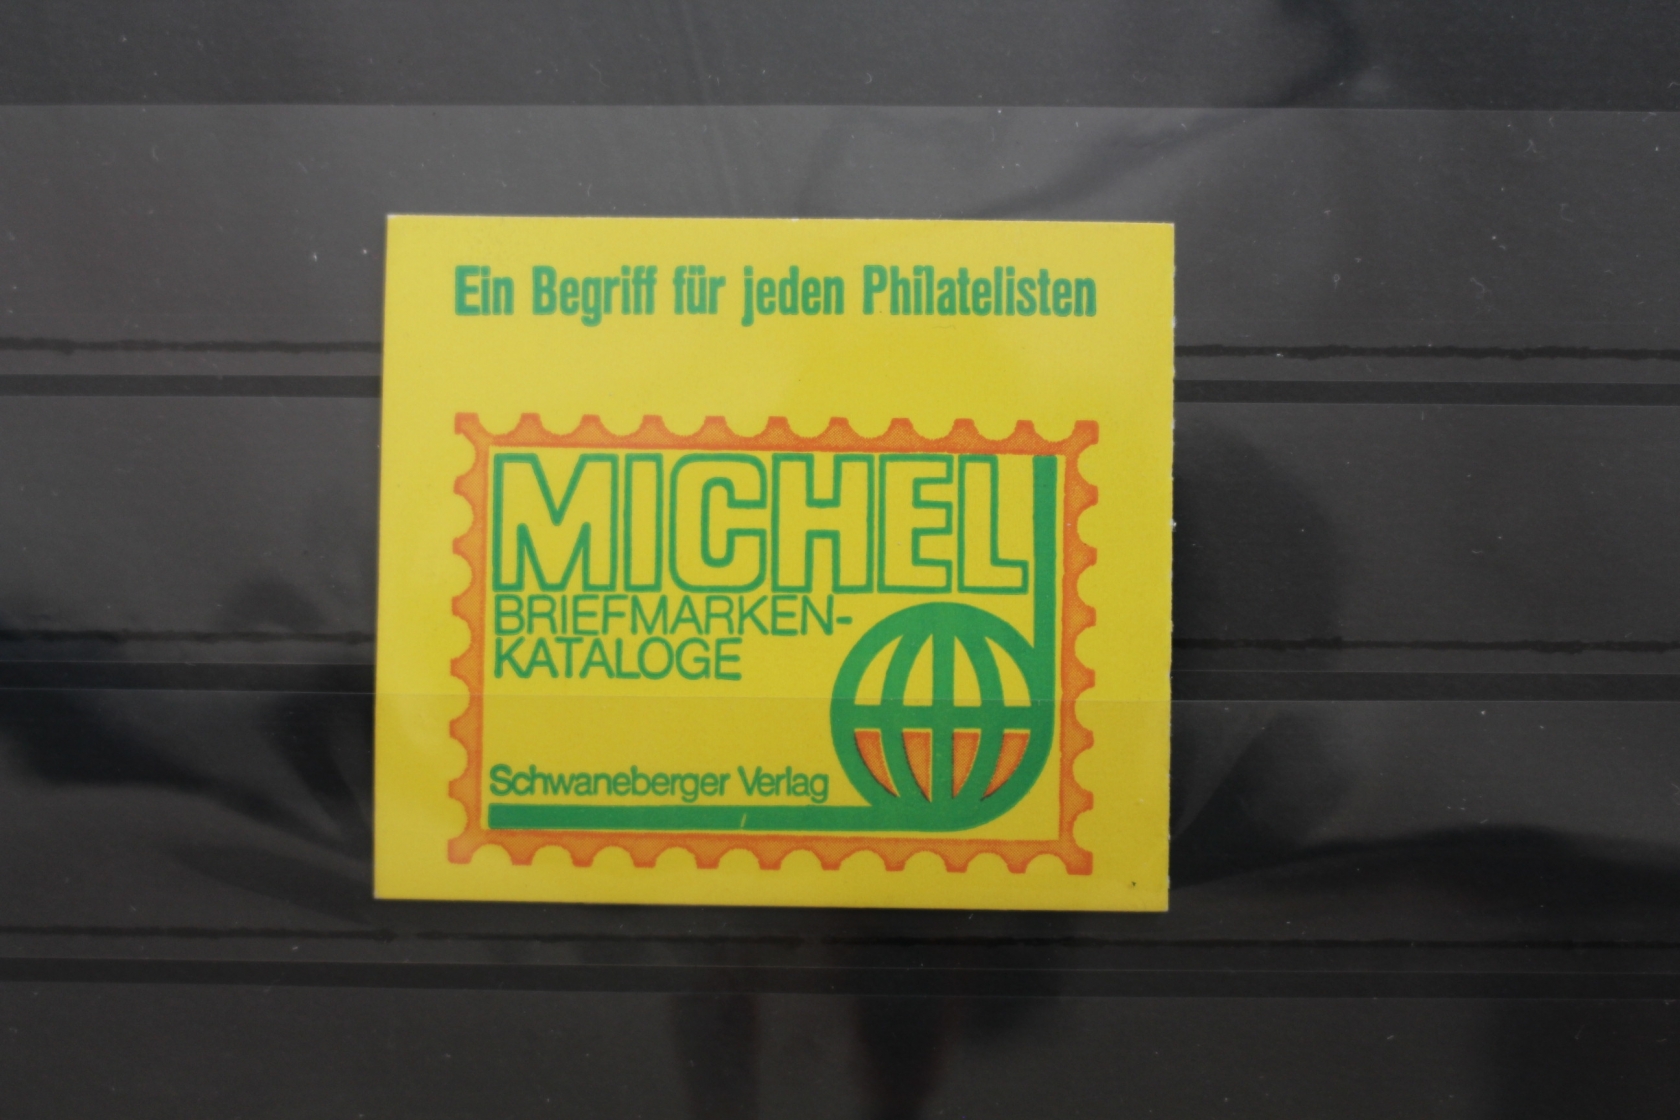 Ein Begriff für jeden Philatelisten
MICHEL
BRIEFMARKEN-
KATALOGE
Schwaneberger Verlag